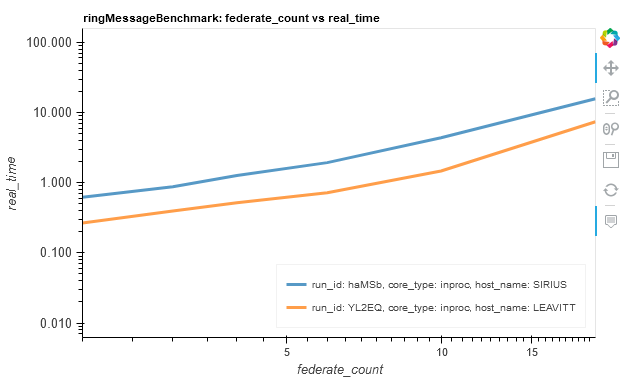 ringMessageBenchmark: federate_count vs real_time
100.000
10.000
1.000
0.100
0.010
real_time
run_id: haMSb, core_type: inproc, host_name: SIRIUS
run_id: YL2EQ, core_type: inproc, host_name: LEAVITT
5
10
15
federate_count